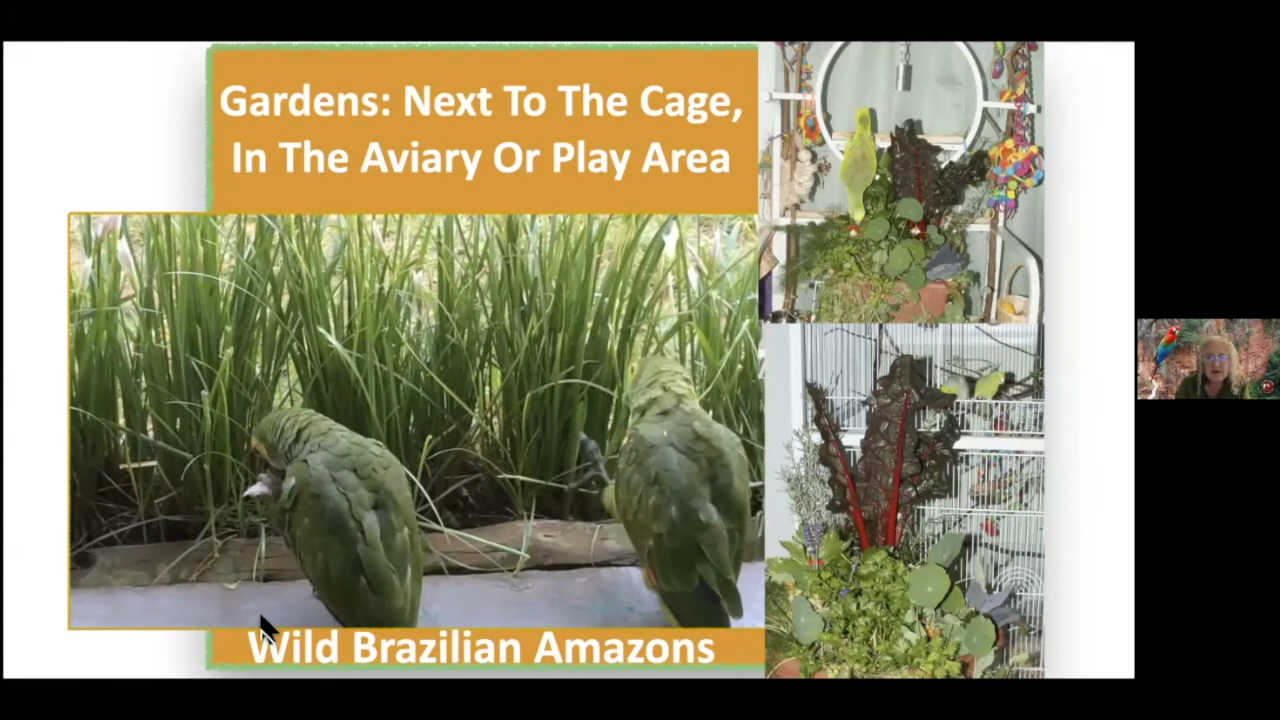 Gardens: Next To The Cage,
In The Aviary Or Play Area
Wild Brazilian Amazons